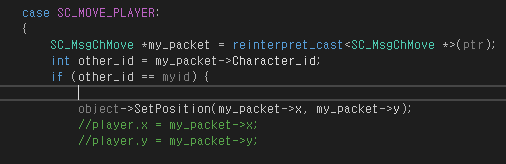 case SC_MOVE_PLAYER:
{
SC_MsgChMove *my_packet = reinterpret_cast<SC_MsgChMove *>(ptr);
int other_id = my_packet->Character_id;
if (other_id == myid) {
object->SetPosition(my_packet->x, my_packet->y);
//player.x = my_packet->x;
//player.y = my_packet->y;